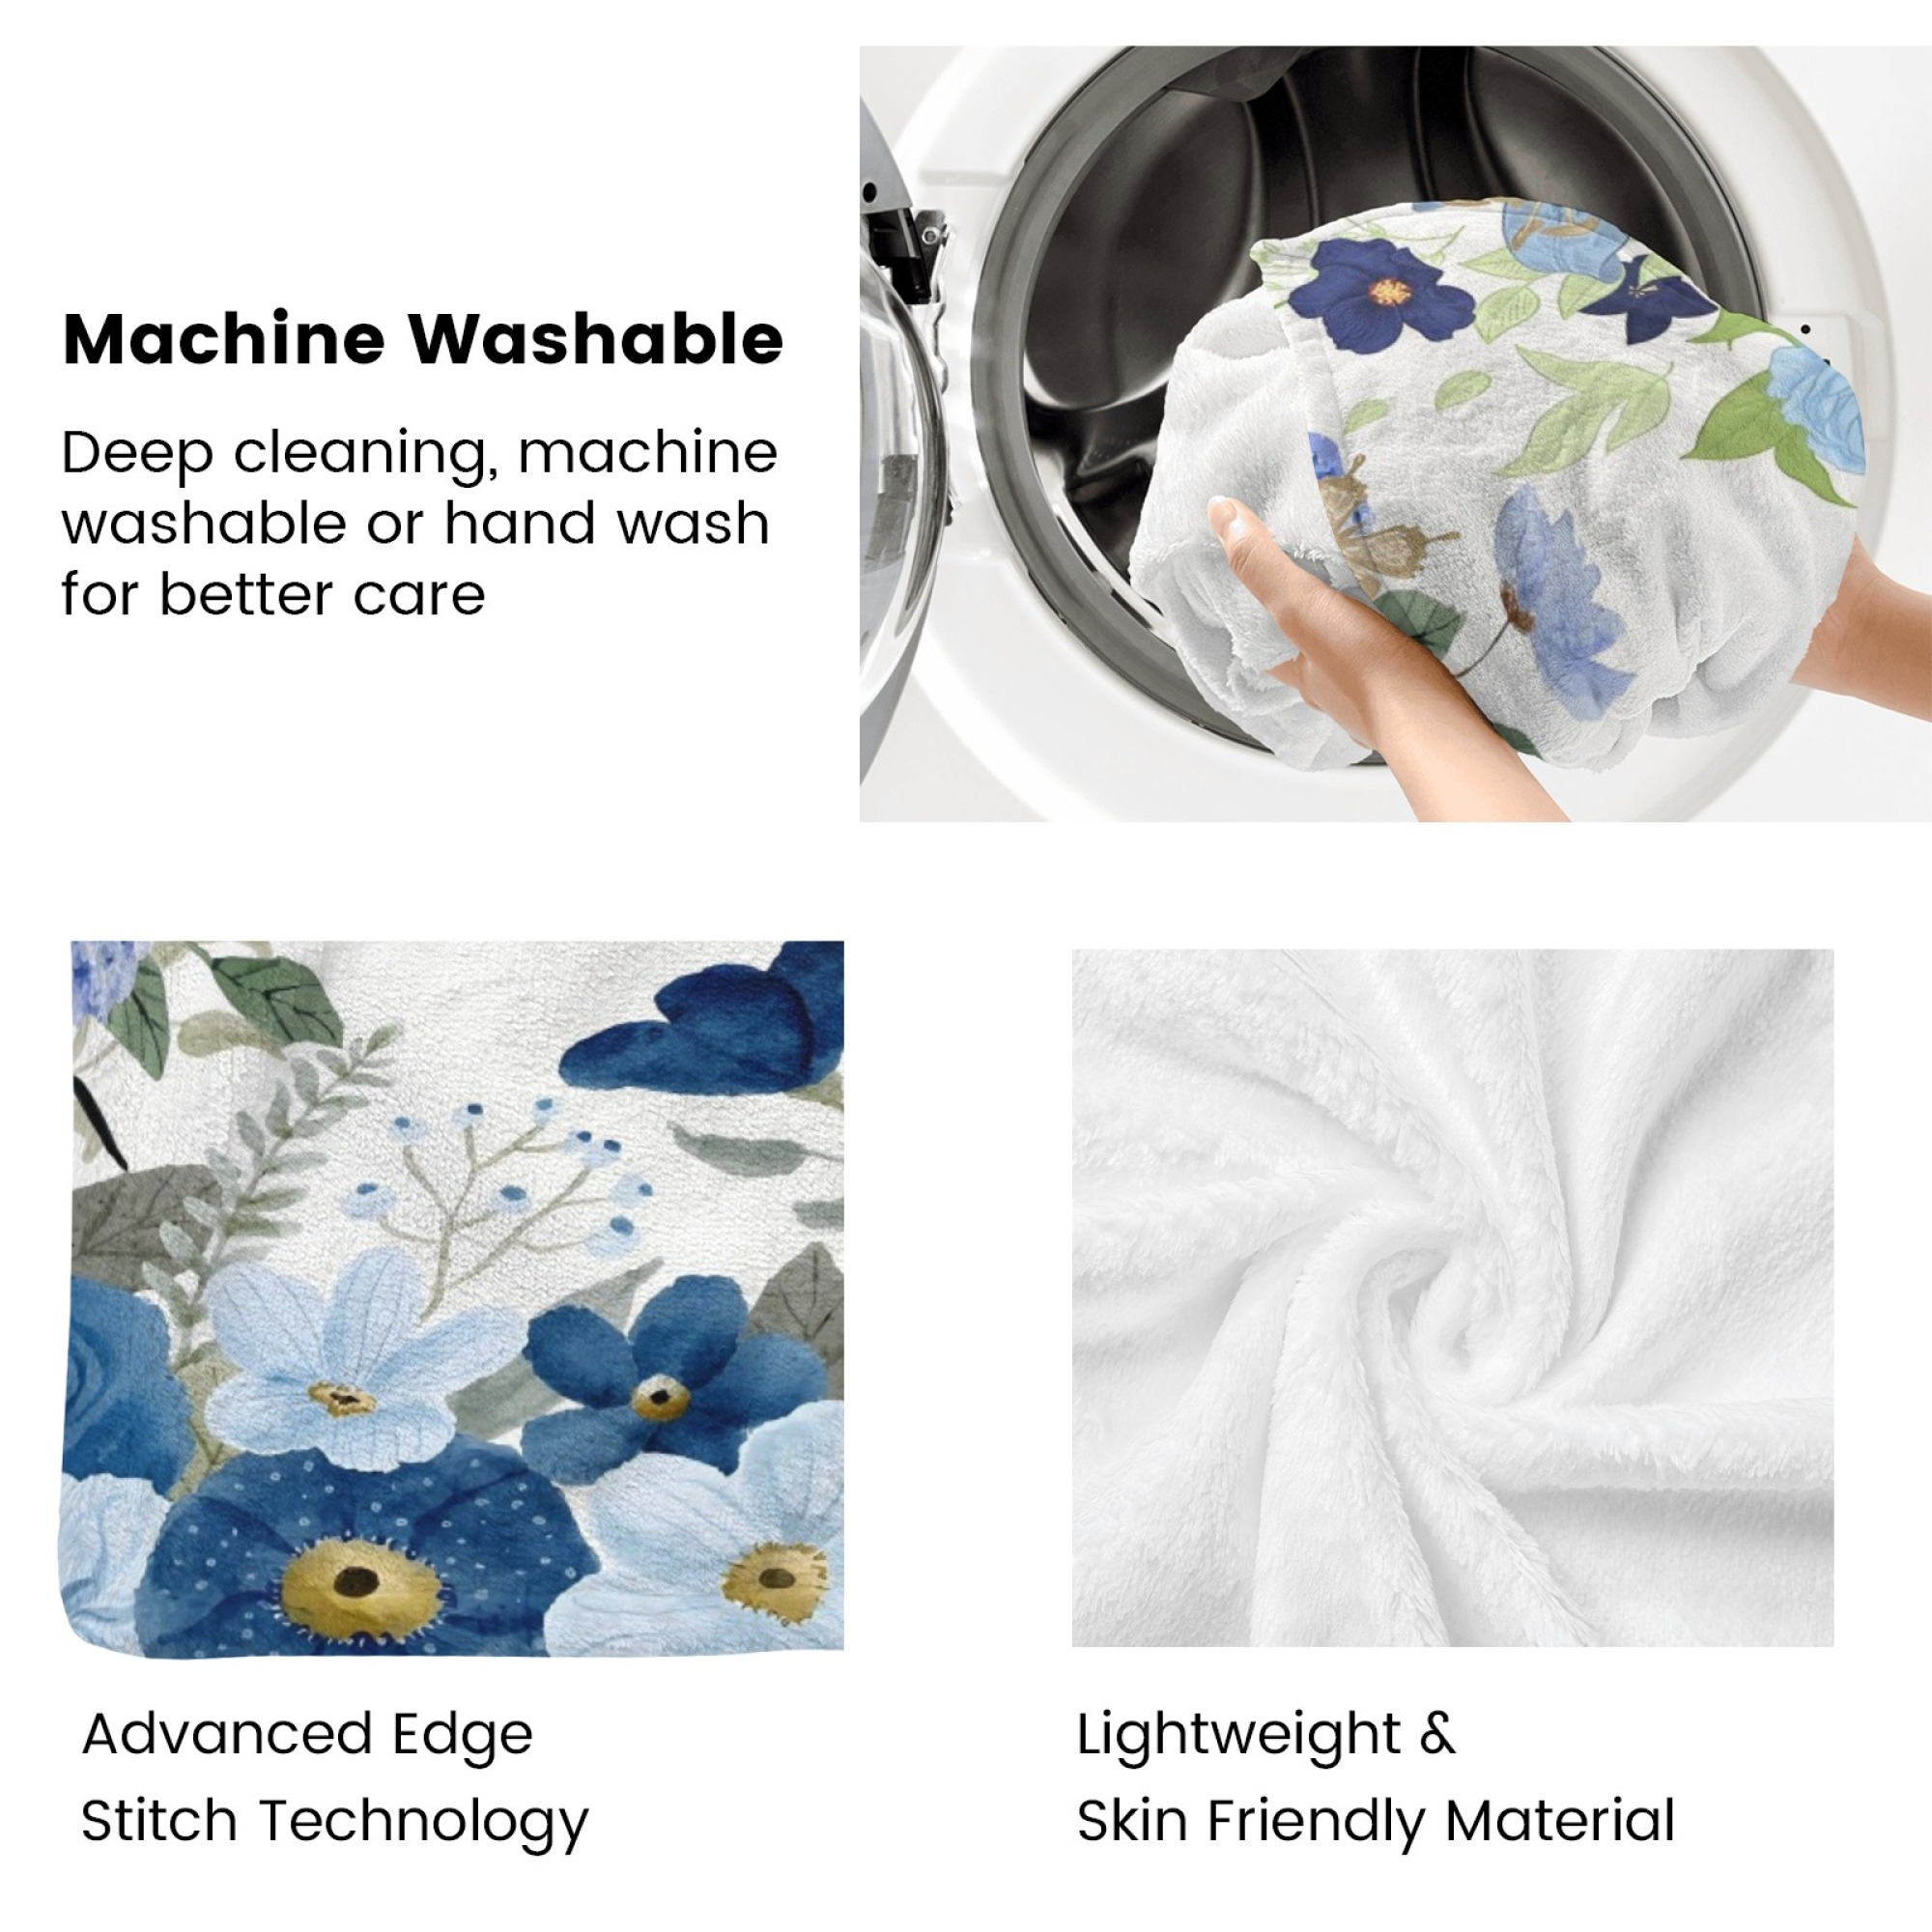 Machine Washable
Deep cleaning, machine
washable or hand wash
for better care
Advanced Edge
Stitch Technology
Lightweight &
Skin Friendly Material